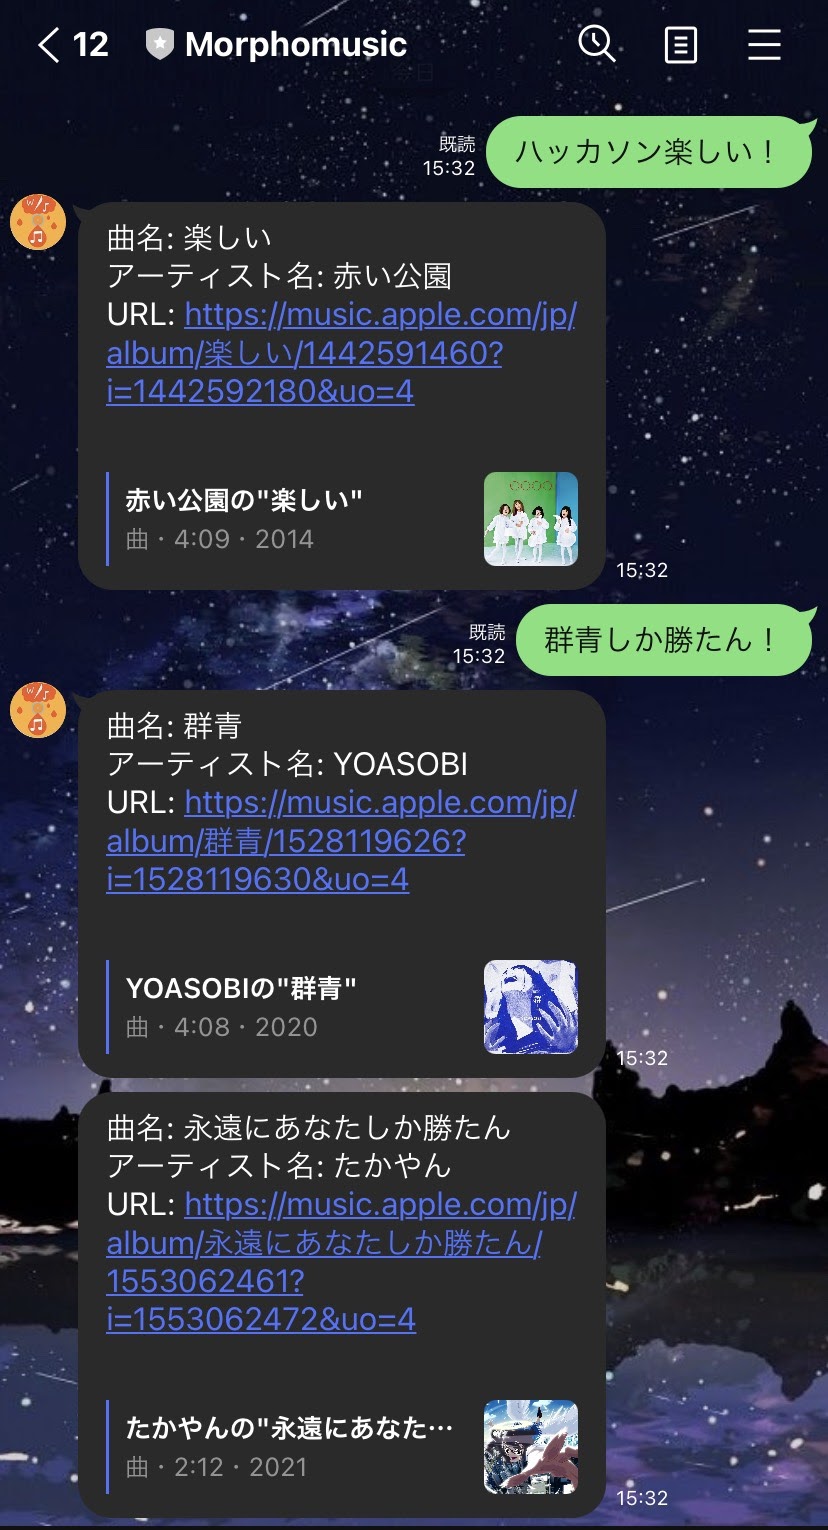 12 Morphomusic
既読
15:32
ハッカソン楽しい！
曲名: 楽しい
アーティスト名: 赤い公園
URL: https://music.apple.com/jp/
album/楽しい/1442591460?
i=1442592180&uo=4
赤い公園の"楽しい"
曲・4:09・2014
15:32
既読
15:32
群青しか勝たん！
曲名: 群青
アーティスト名: YOASOBI
URL: https://music.apple.com/jp/
album/群青/1528119626?
i=1528119630&uo=4
YOASOBIの"群青"
曲・4:08・2020
15:32
曲名: 永遠にあなたしか勝たん
アーティスト名: たかやん
URL: https://music.apple.com/jp/
album/永遠にあなたしか勝たん/
1553062461?
i=1553062472&uo=4
たかやんの"永遠にあなた…
曲・2:12・2021
15:32